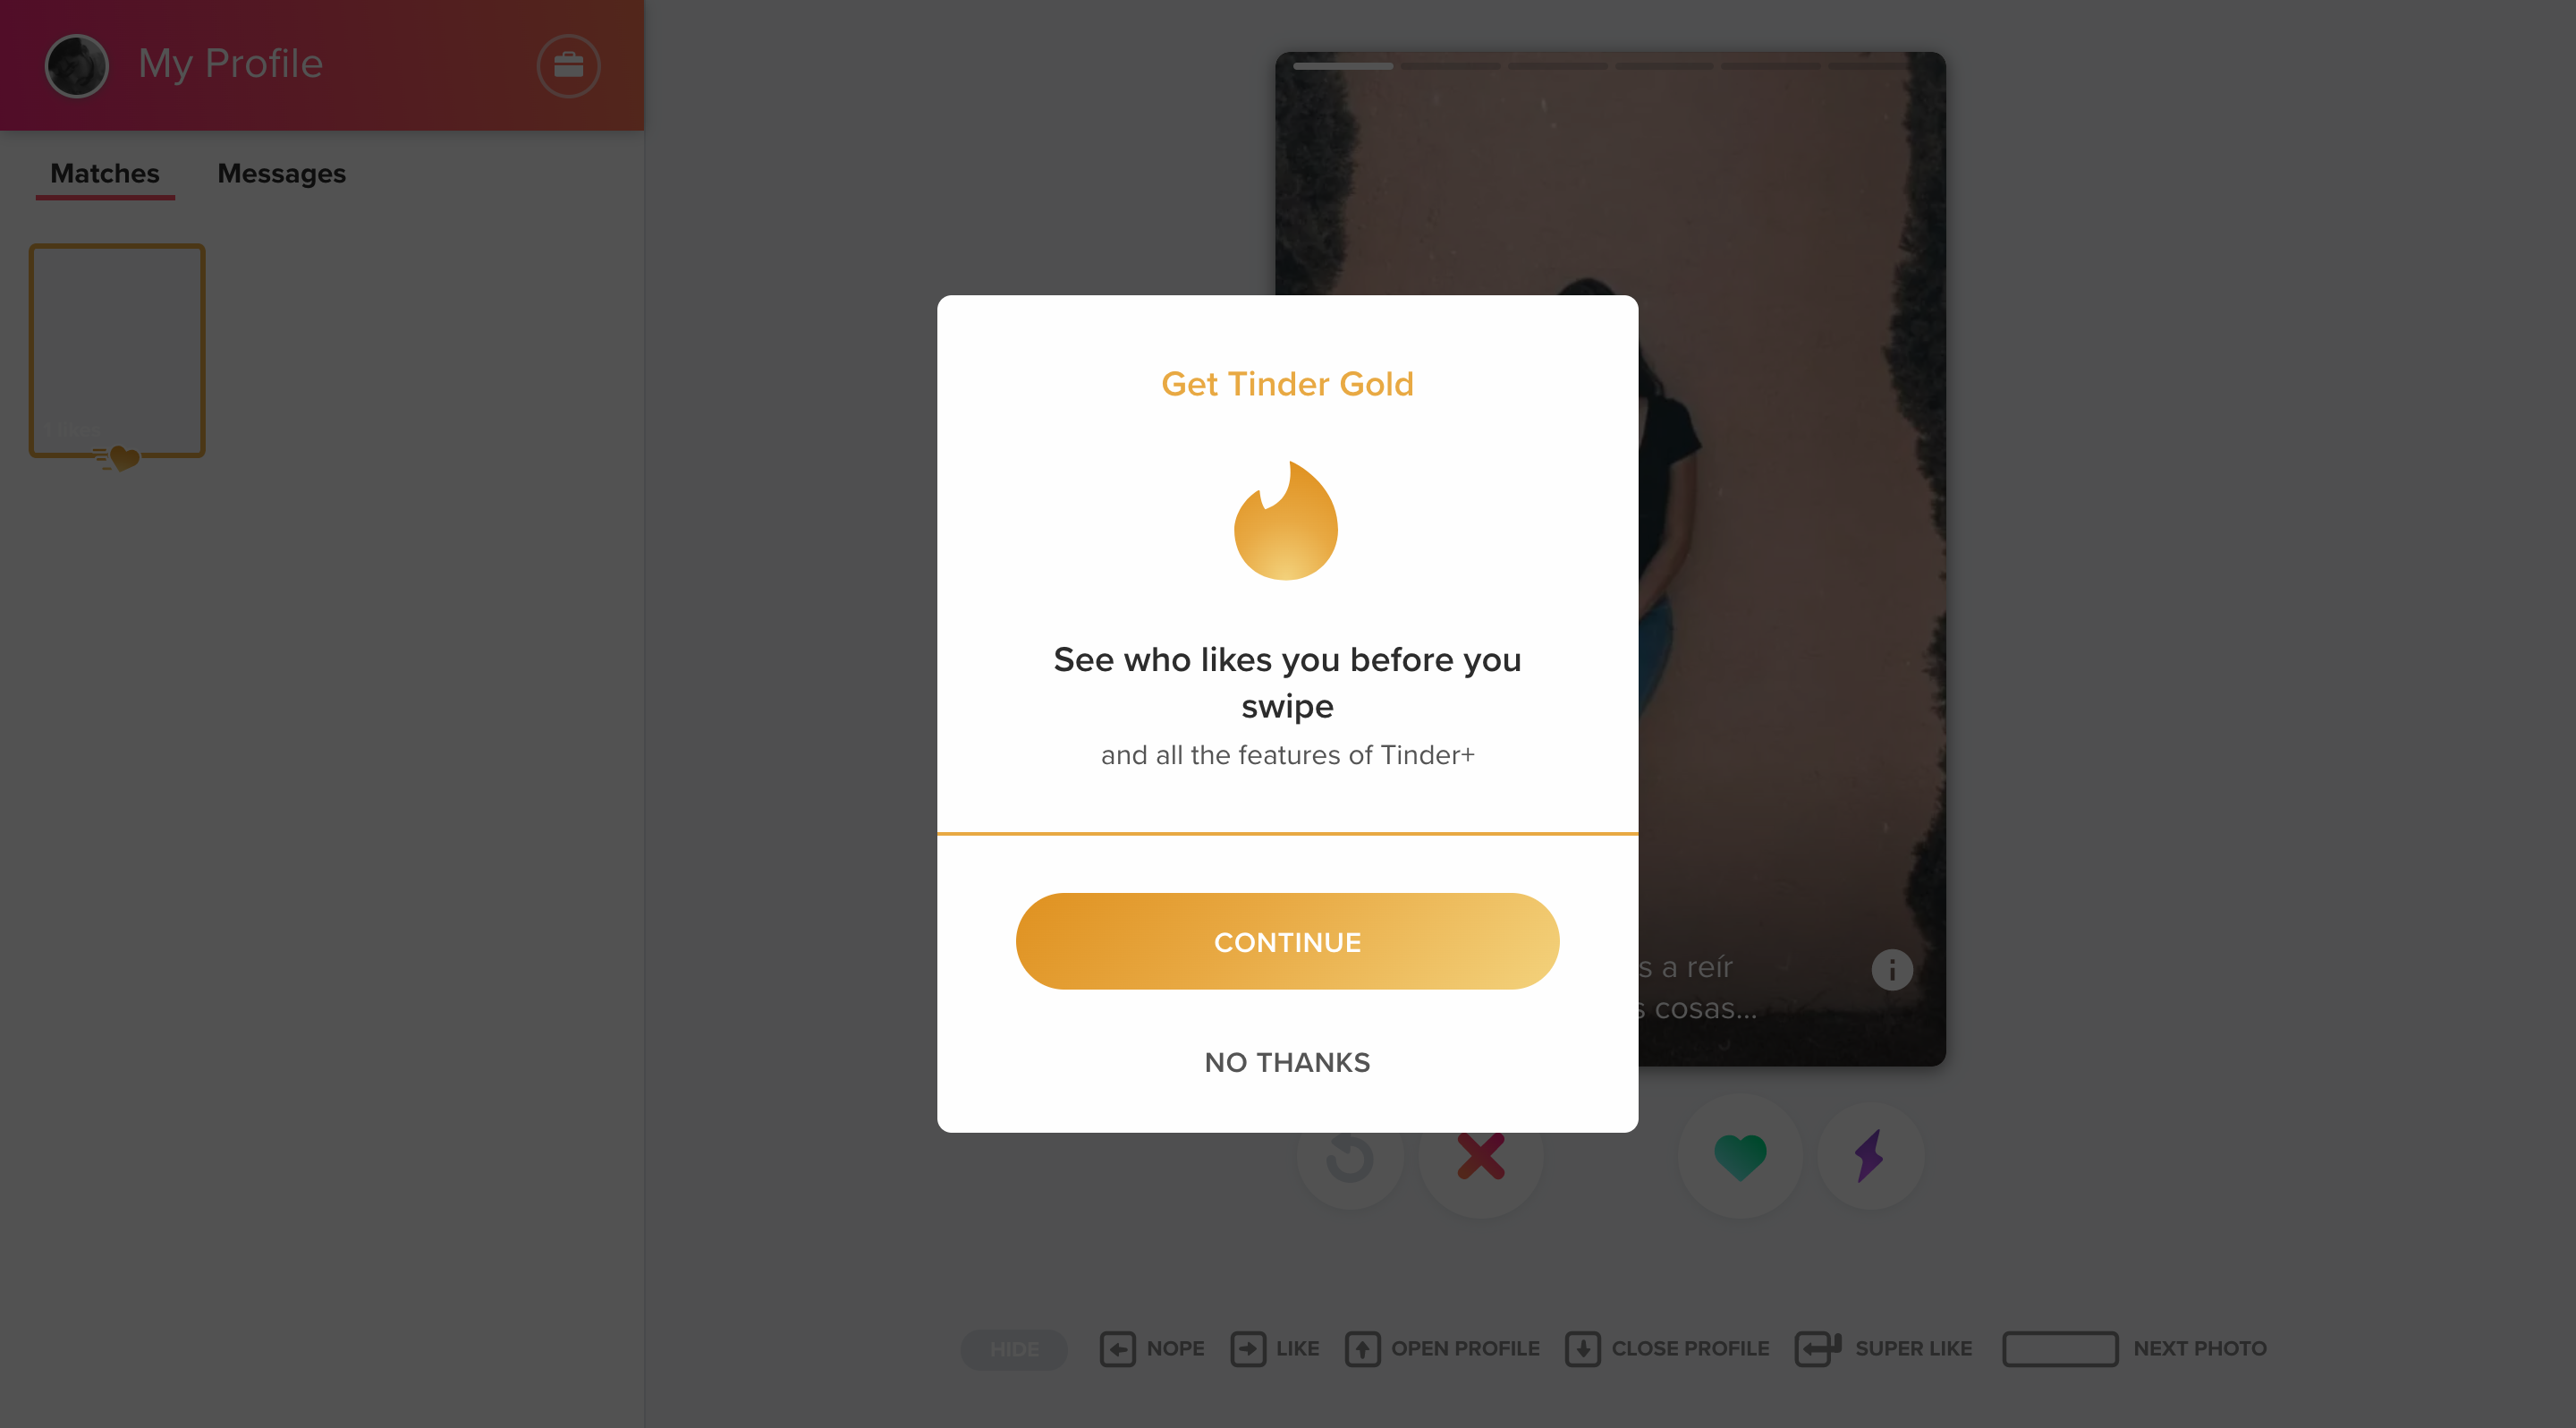 My Profile
Matches Messages
1 likes
Get Tinder Gold
See who likes you before you
swipe
and all the features of Tinder+
CONTINUE
NO THANKS
s a reír
s cosas...
HIDE NOPE LIKE OPEN PROFILE CLOSE PROFILE SUPER LIKE NEXT PHOTO